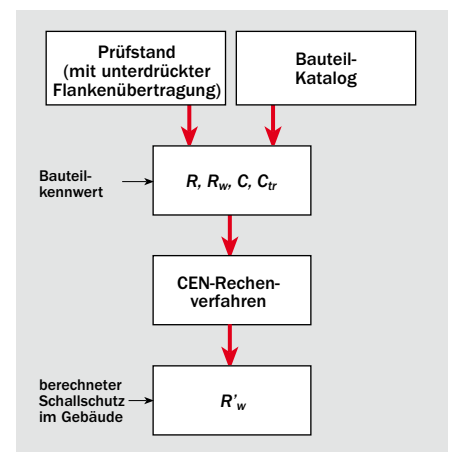 Prüfstand
(mit unterdrückter
Flankenübertragung)
Bauteil-
Katalog
Bauteil-
kennwert
R, Rw, C, Ctr
CEN-Rechen-
verfahren
berechneter
Schallschutz
im Gebäude
R'w